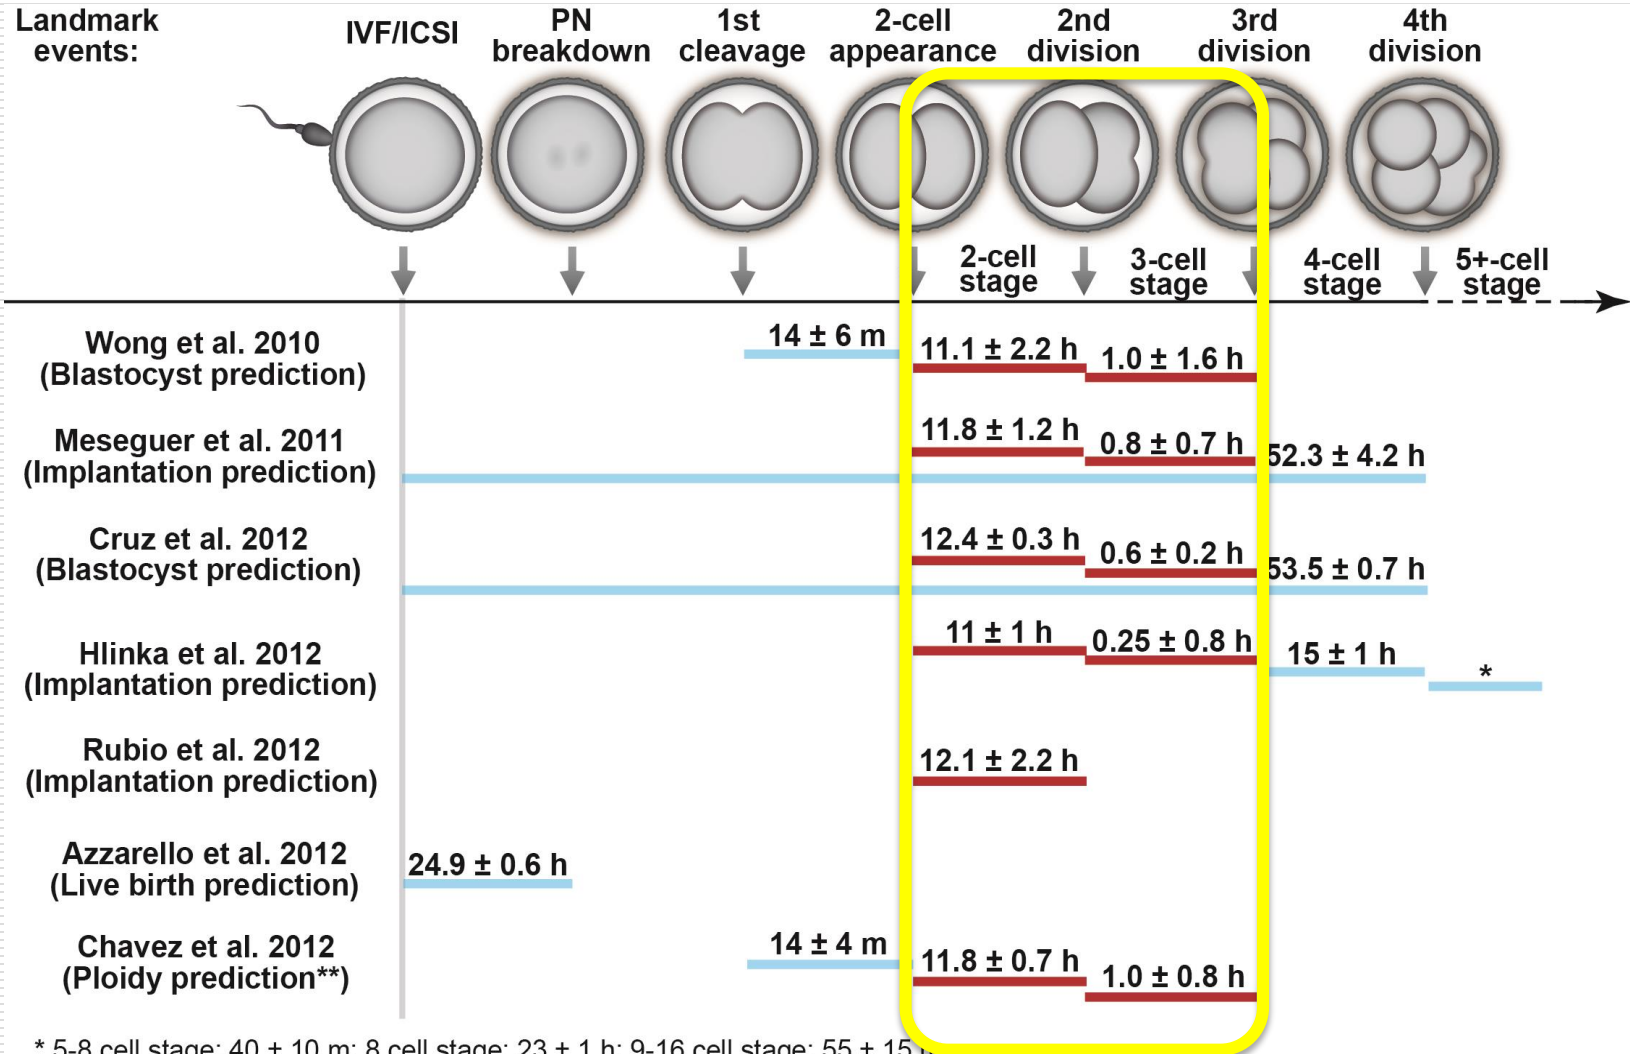 Landmark events:
IVF/ICSI
PN breakdown
1st cleavage
2-cell appearance
2nd division
3rd division
4th division
2-cell stage
3-cell stage
4-cell stage
5+-cell stage
Wong et al. 2010
(Blastocyst prediction)
14 ± 6 m
11.1 ± 2.2 h
1.0 ± 1.6 h
Meseguer et al. 2011
(Implantation prediction)
11.8 ± 1.2 h
0.8 ± 0.7 h
52.3 ± 4.2 h
Cruz et al. 2012
(Blastocyst prediction)
12.4 ± 0.3 h
0.6 ± 0.2 h
53.5 ± 0.7 h
Hlinka et al. 2012
(Implantation prediction)
11 ± 1 h
0.25 ± 0.8 h
15 ± 1 h
*
Rubio et al. 2012
(Implantation prediction)
12.1 ± 2.2 h
Azzarello et al. 2012
(Live birth prediction)
24.9 ± 0.6 h
Chavez et al. 2012
(Ploidy prediction**)
14 ± 4 m
11.8 ± 0.7 h
1.0 ± 0.8 h
* 5-8 cell stage: 40 ± 10 m; 8 cell stage: 23 ± 1 h; 9-16 cell stage: 55 ± 15